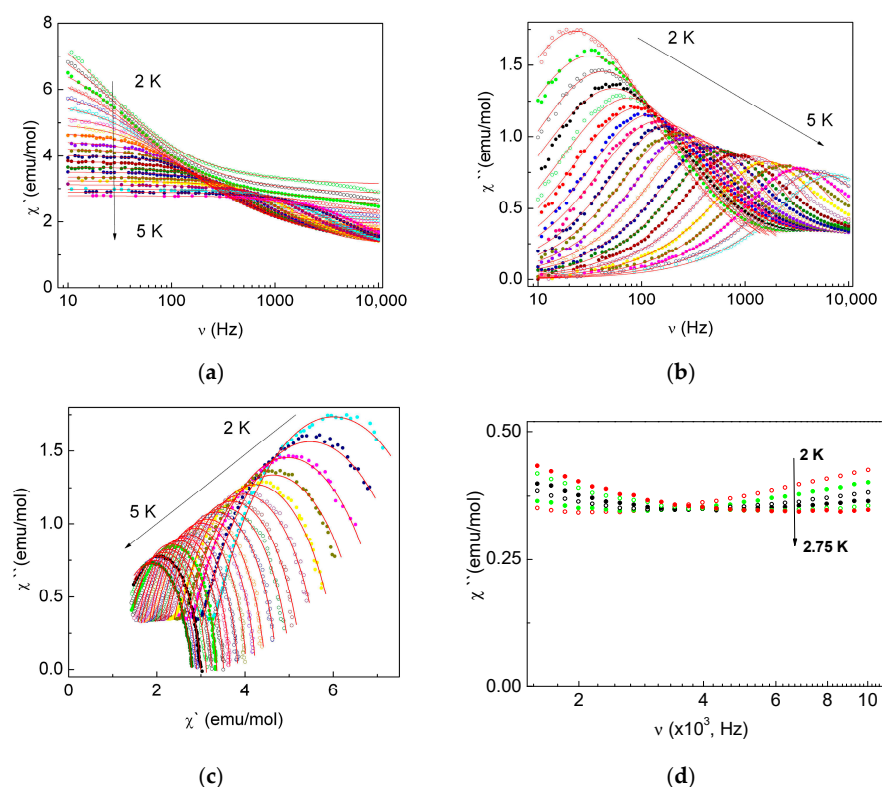 8
6
4
2
0
χ` (emu/mol)
2 K
5 K
10 100 1000 10,000
ν (Hz)
(a)
1.5
1.0
0.5
0.0
χ ``(emu/mol)
2 K
5 K
10 100 1000 10,000
ν (Hz)
(b)
1.5
1.0
0.5
0.0
χ ``(emu/mol)
2 K
5 K
0 2 4 6
χ` (emu/mol)
(c)
0.50
0.25
0.00
χ ``(emu/mol)
2 K
2.75 K
2 4 6 8 10
ν (x10³, Hz)
(d)